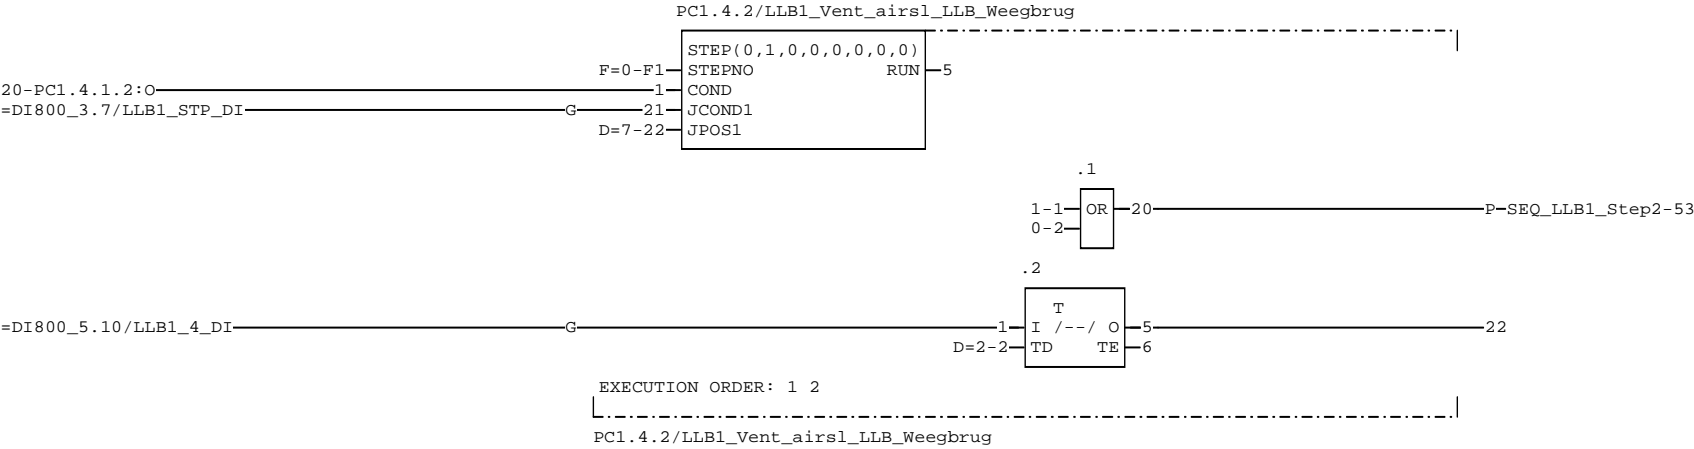 PC1.4.2/LLB1_Vent_airsl_LLB_Weegbrug
STEP(0,1,0,0,0,0,0,0)
F=0-F1 STEPNO RUN 5
20-PC1.4.1.2:O 1 COND
=DI800_3.7/LLB1_STP_DI G 21 JCOND1
D=7-22 JPOS1
.1
1-1 OR 20 P-SEQ_LLB1_Step2-53
0-2
.2
T
=DI800_5.10/LLB1_4_DI G 1 I /--/ O 5 22
D=2-2 TD TE 6
EXECUTION ORDER: 1 2
PC1.4.2/LLB1_Vent_airsl_LLB_Weegbrug